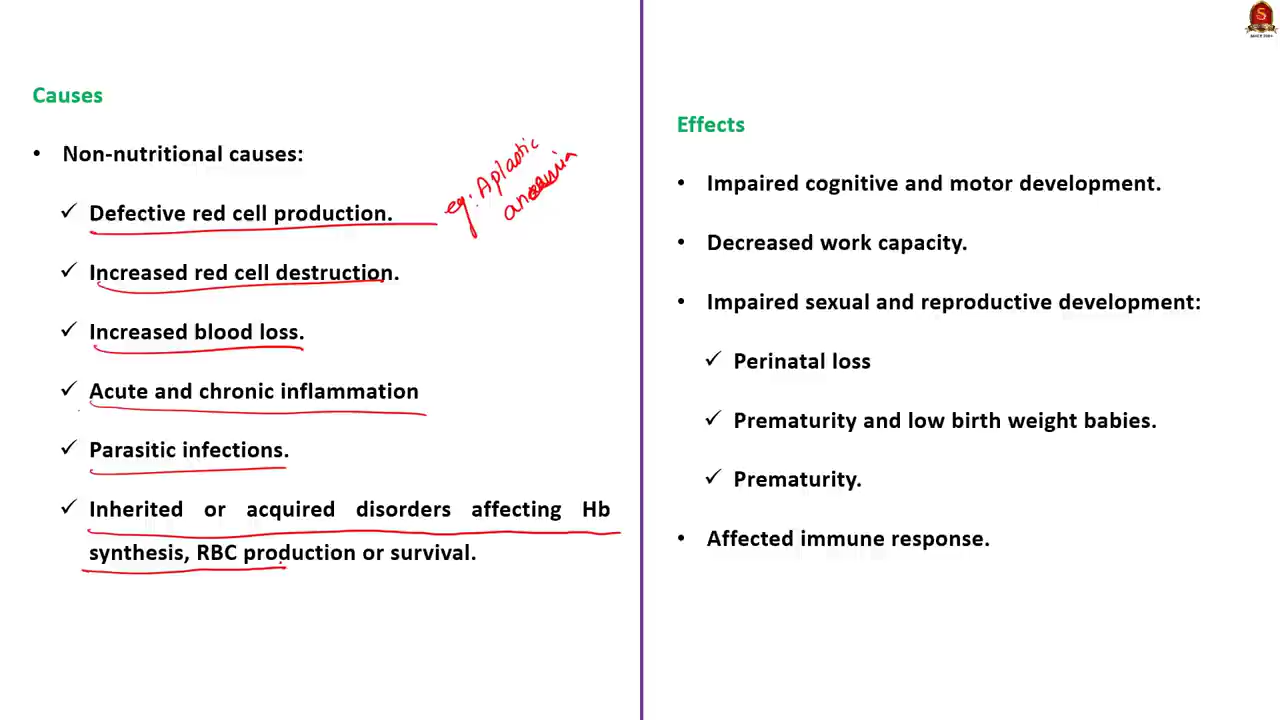 Causes
• Non-nutritional causes:
✓ Defective red cell production.
eg: Aplastic
anaemia
✓ Increased red cell destruction.
✓ Increased blood loss.
✓ Acute and chronic inflammation
✓ Parasitic infections.
✓ Inherited or acquired disorders affecting Hb
synthesis, RBC production or survival.
Effects
• Impaired cognitive and motor development.
• Decreased work capacity.
• Impaired sexual and reproductive development:
✓ Perinatal loss
✓ Prematurity and low birth weight babies.
✓ Prematurity.
• Affected immune response.